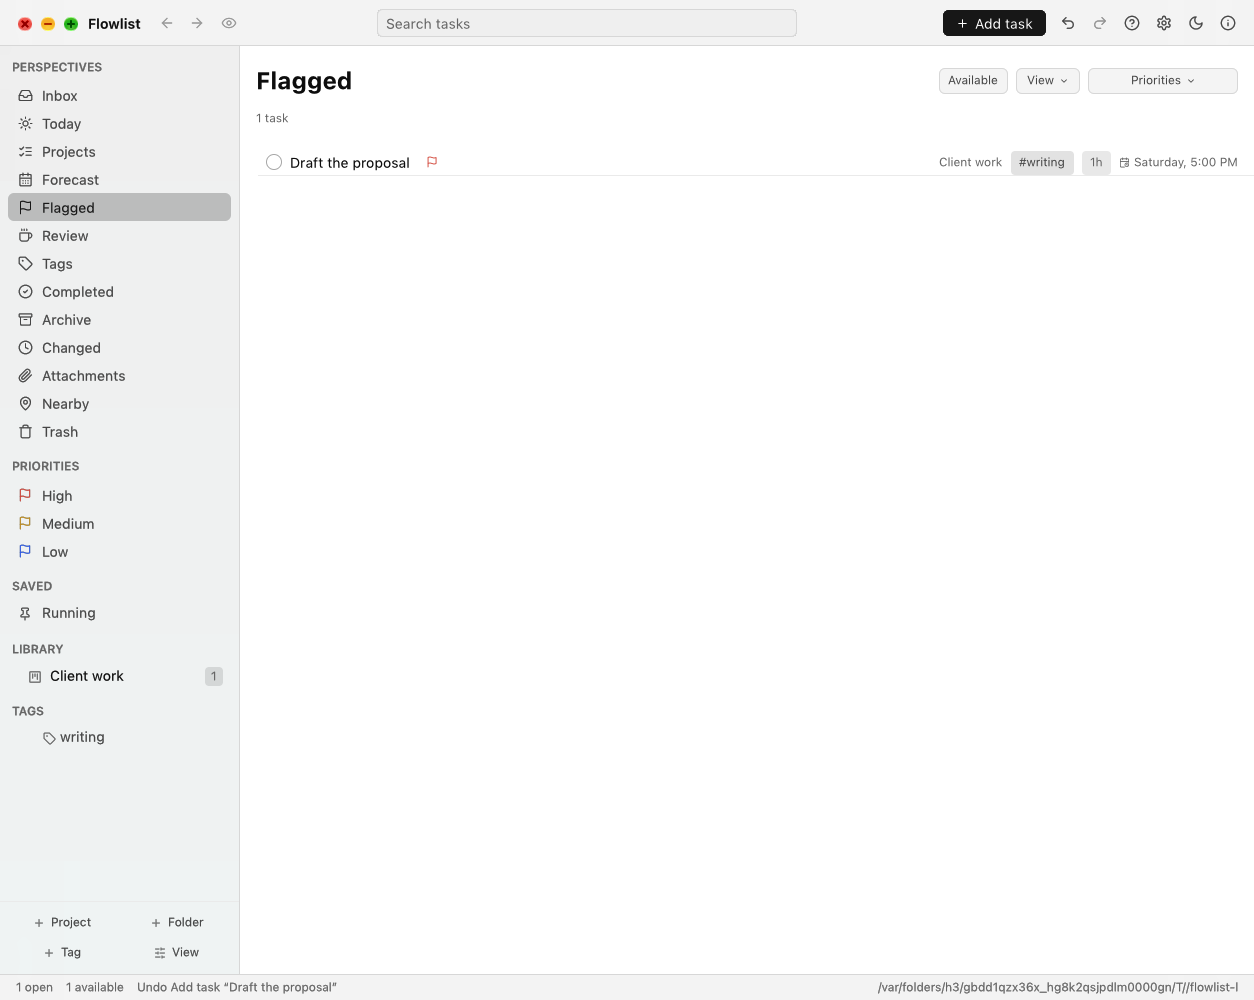 Flowlist
Search tasks
Add task
PERSPECTIVES
Inbox
Today
Projects
Forecast
Flagged
Review
Tags
Completed
Archive
Changed
Attachments
Nearby
Trash
PRIORITIES
High
Medium
Low
SAVED
Running
LIBRARY
Client work 1
TAGS
writing
Project Folder
Tag View
Flagged
Available View Priorities
1 task
Draft the proposal Client work #writing 1h Saturday, 5:00 PM
1 open 1 available Undo Add task “Draft the proposal” /var/folders/h3/gbdd1qzx36x_hg8k2qsjpdlm0000gn/T//flowlist-l